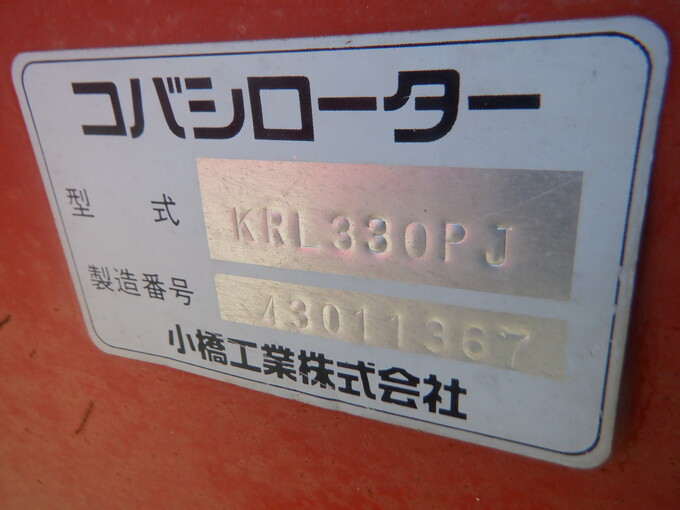 コバシローター
型式 KRL330PJ
製造番号 43011367
小橋工業株式会社